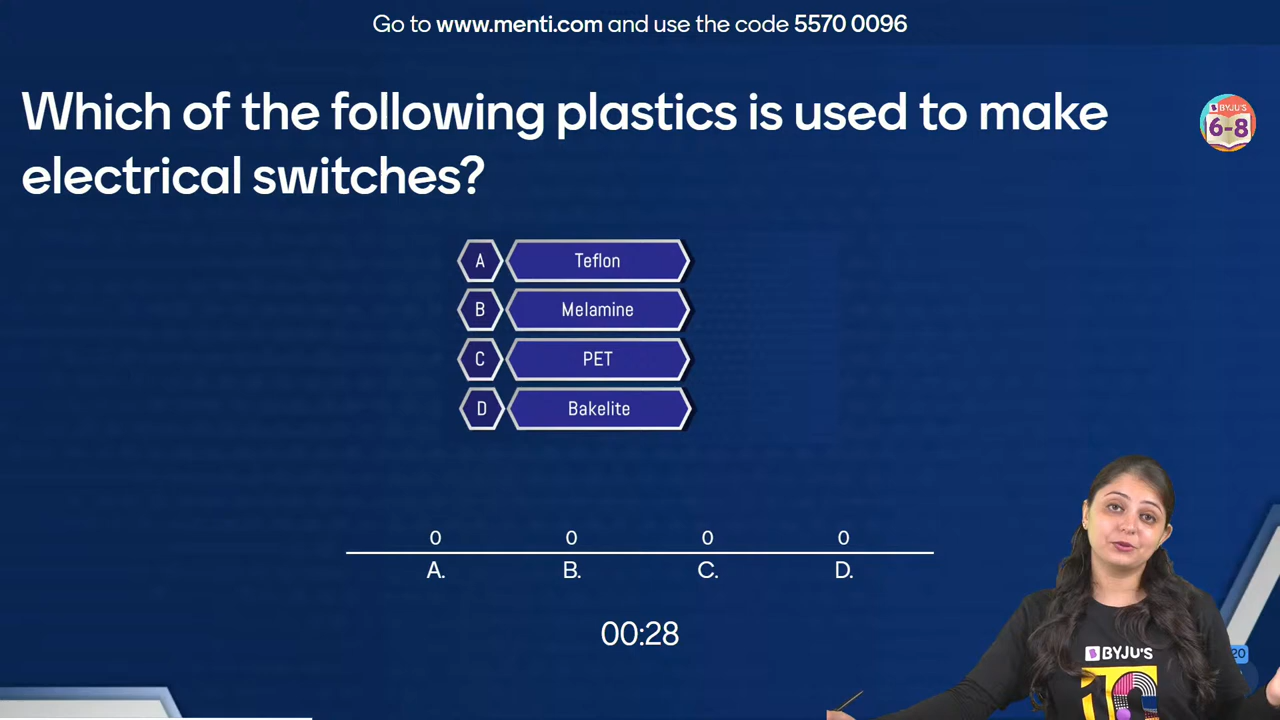 Go to www.menti.com and use the code 5570 0096
Which of the following plastics is used to make
electrical switches?
BYJU'S
6-8
A Teflon
B Melamine
C PET
D Bakelite
0 0 0 0
A. B. C. D.
00:28
BYJU'S
20